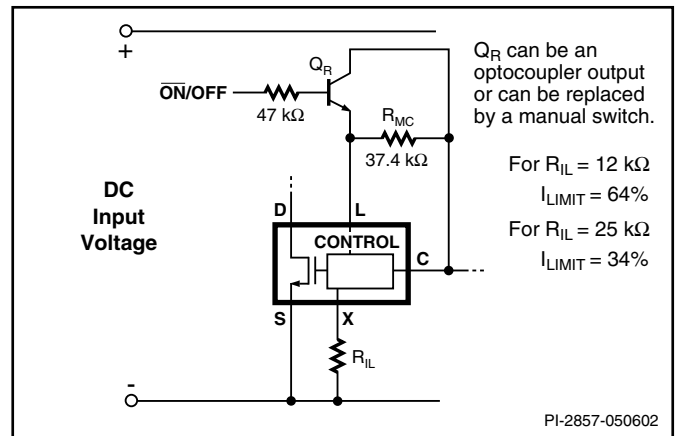 +
Q_R
O̅N̅/OFF
47 kΩ
R_MC
37.4 kΩ
Q_R can be an
optocoupler output
or can be replaced
by a manual switch.
For R_IL = 12 kΩ
I_LIMIT = 64%
For R_IL = 25 kΩ
I_LIMIT = 34%
DC
Input
Voltage
D
L
CONTROL
C
S
X
R_IL
-
PI-2857-050602